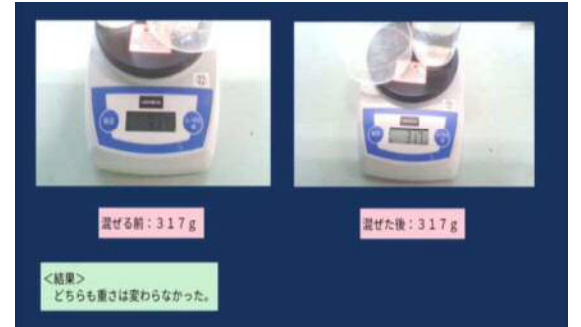 混ぜる前：３１７ｇ
混ぜた後：３１７ｇ
＜結果＞
どちらも重さは変わらなかった。